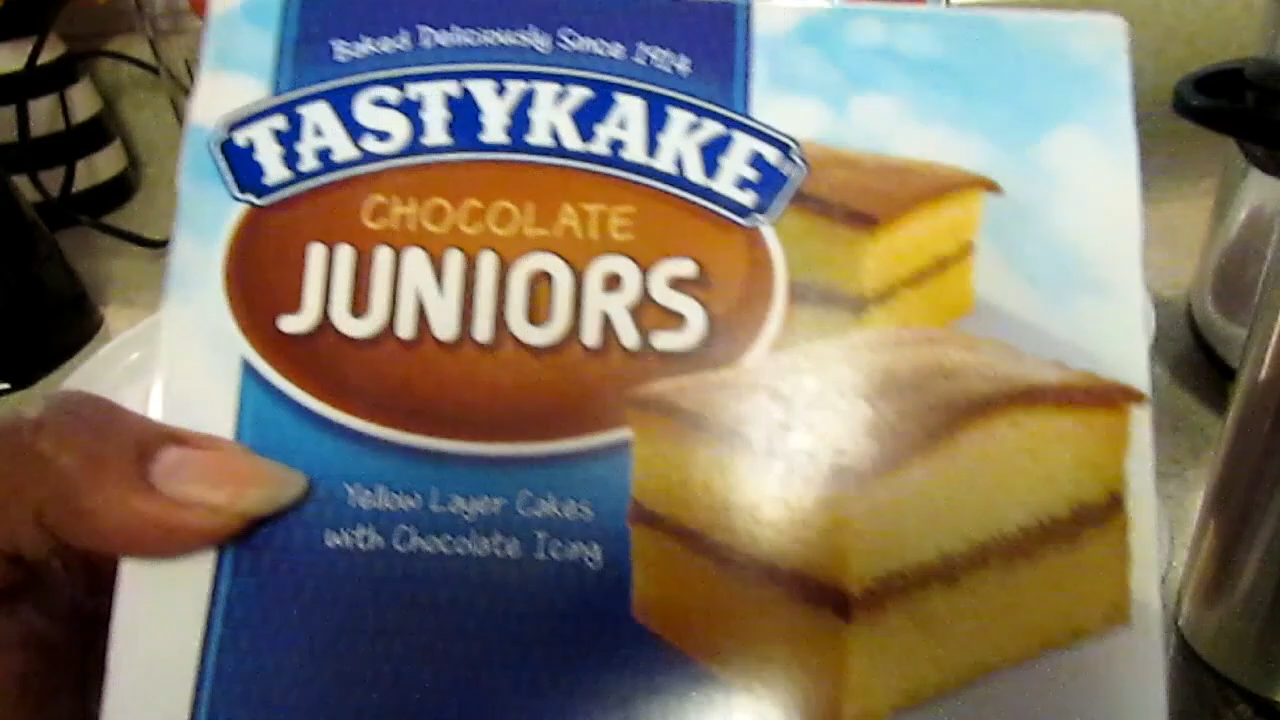 Baked Deliciously Since 1914
TASTYKAKE
CHOCOLATE
JUNIORS
Yellow Layer Cakes
with Chocolate Icing